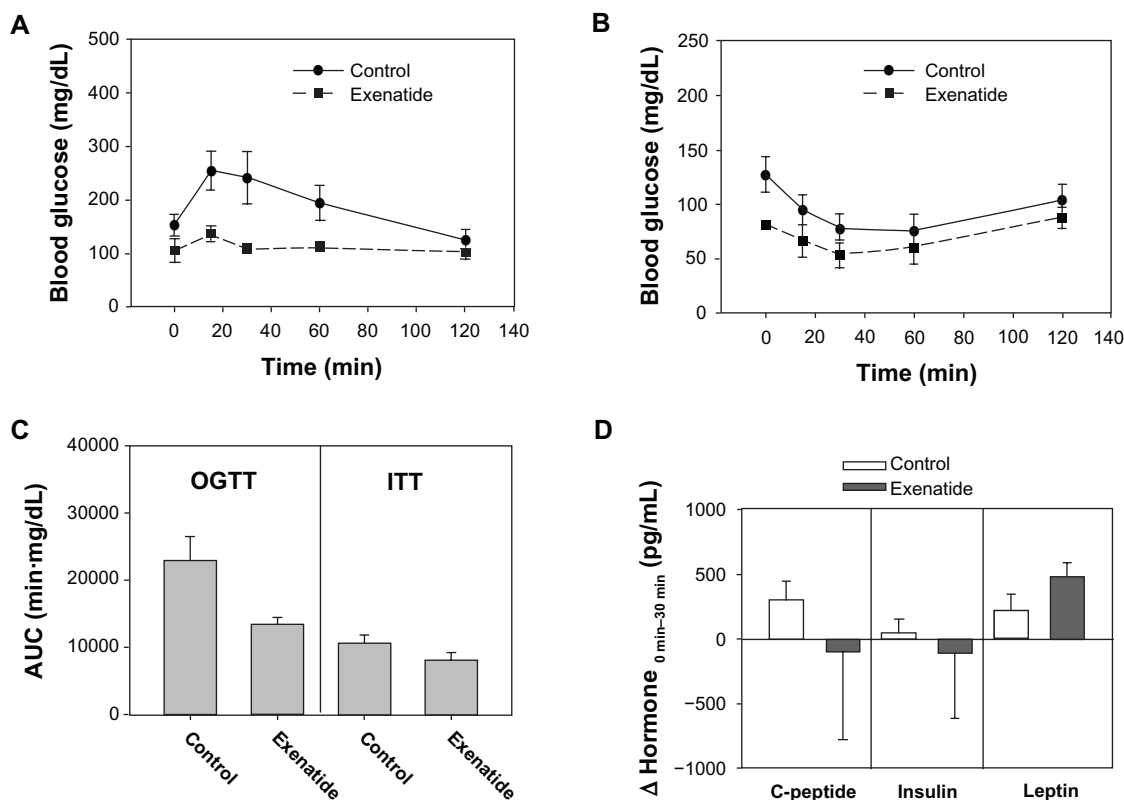 A
Blood glucose (mg/dL)
500
400
300
200
100
0
Control
Exenatide
0 20 40 60 80 100 120 140
Time (min)
B
Blood glucose (mg/dL)
250
200
150
100
50
0
Control
Exenatide
0 20 40 60 80 100 120 140
Time (min)
C
AUC (min·mg/dL)
40000
30000
20000
10000
0
OGTT ITT
Control Exenatide Control Exenatide
D
Control
Exenatide
Δ Hormone 0 min–30 min (pg/mL)
1000
500
0
−500
−1000
C-peptide Insulin Leptin